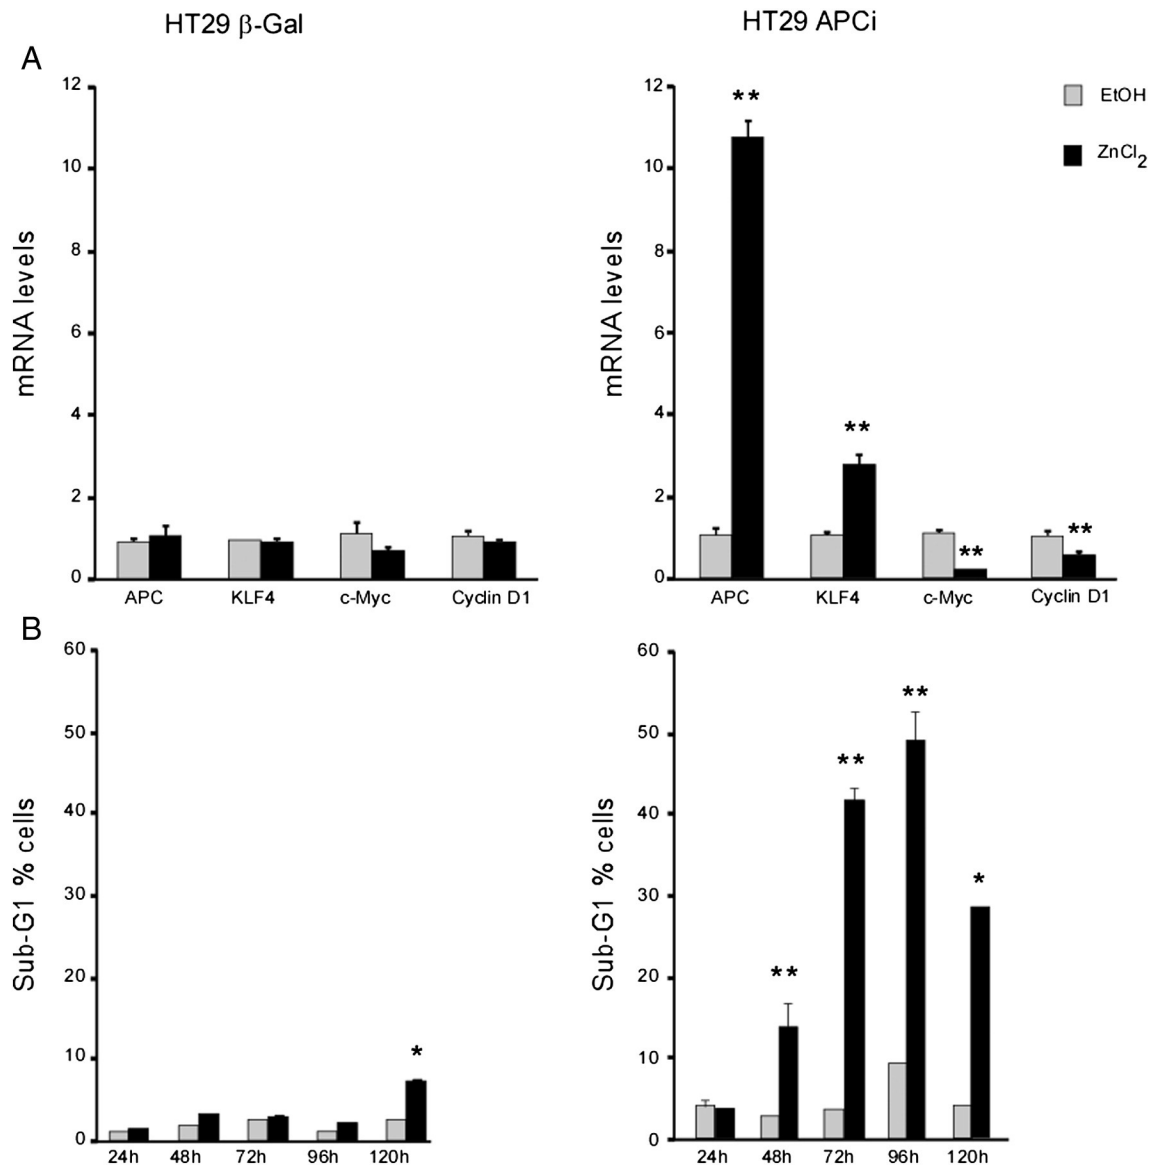 HT29 β-Gal
HT29 APCi
A
12
10
8
6
4
2
0
mRNA levels
APC KLF4 c-Myc Cyclin D1
12
10
8
6
4
2
0
mRNA levels
**
**
**
**
APC KLF4 c-Myc Cyclin D1
EtOH
ZnCl2
B
60
50
40
30
20
10
0
Sub-G1 % cells
*
24h 48h 72h 96h 120h
60
50
40
30
20
10
0
Sub-G1 % cells
**
**
**
*
24h 48h 72h 96h 120h